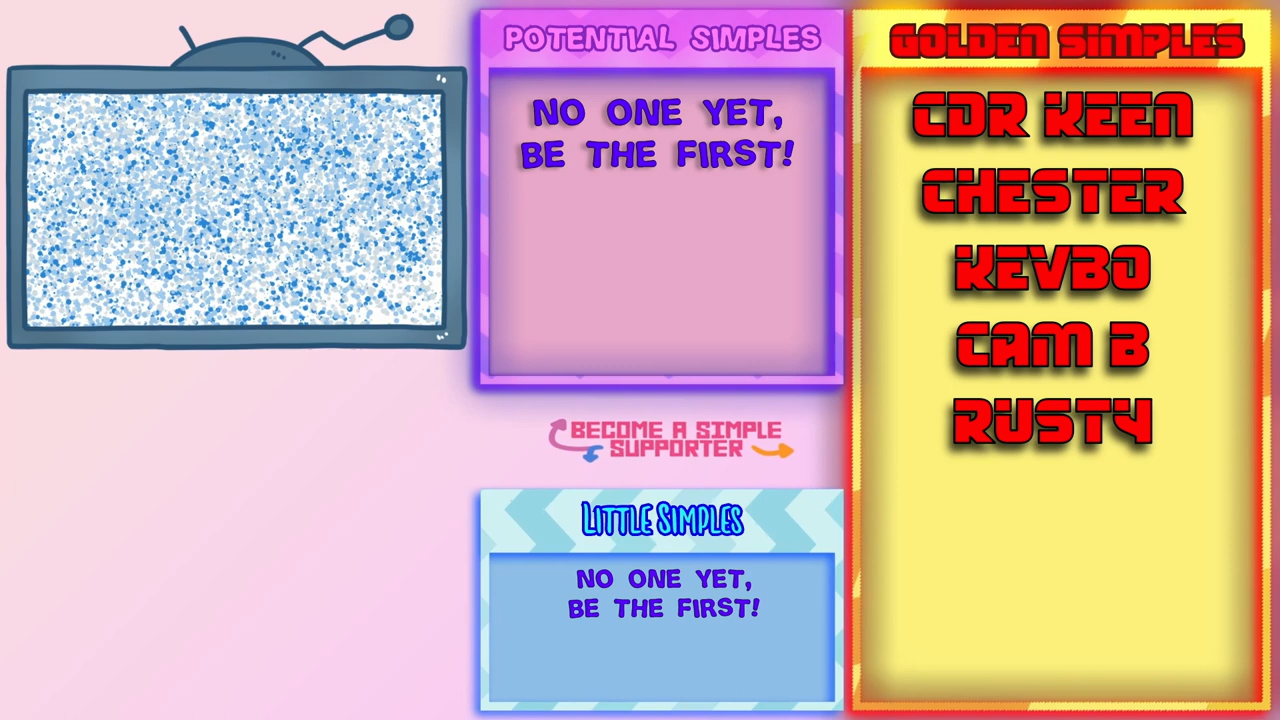 POTENTIAL SIMPLES
NO ONE YET,
BE THE FIRST!
BECOME A SIMPLE
SUPPORTER
LITTLE SIMPLES
NO ONE YET,
BE THE FIRST!
GOLDEN SIMPLES
CDR KEEN
CHESTER
KEVBO
CAM B
RUSTY